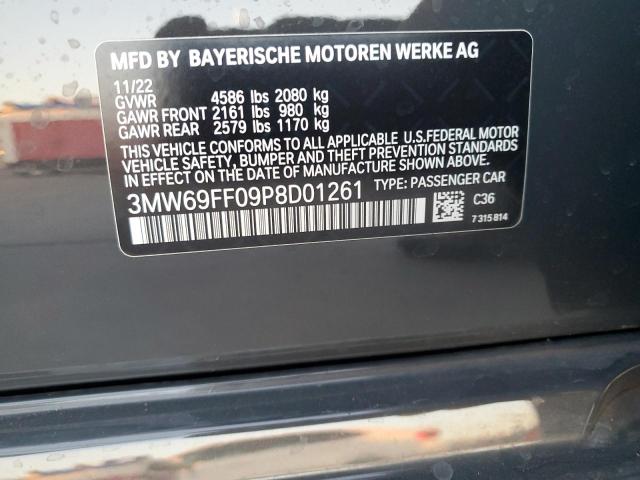 MFD BY BAYERISCHE MOTOREN WERKE AG
11/22
GVWR 4586 lbs 2080 kg
GAWR FRONT 2161 lbs 980 kg
GAWR REAR 2579 lbs 1170 kg
THIS VEHICLE CONFORMS TO ALL APPLICABLE U.S.FEDERAL MOTOR
VEHICLE SAFETY, BUMPER AND THEFT PREVENTION STANDARDS
IN EFFECT ON THE DATE OF MANUFACTURE SHOWN ABOVE.
3MW69FF09P8D01261 TYPE: PASSENGER CAR
C36
7315814